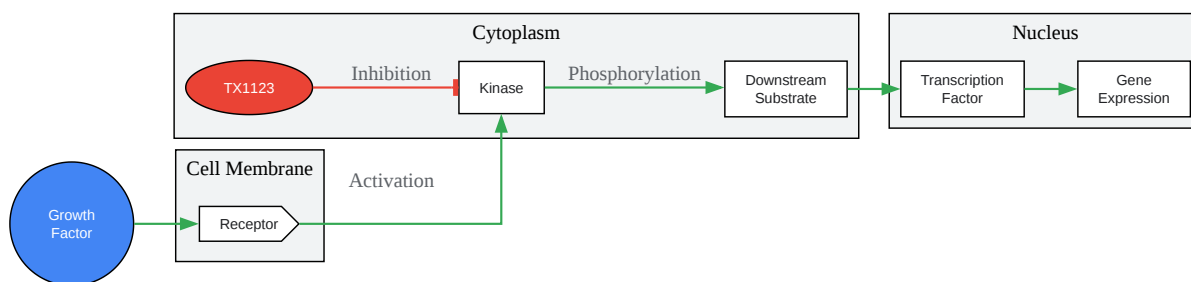 Cytoplasm
Nucleus
TX1123
Inhibition
Kinase
Phosphorylation
Downstream
Substrate
Transcription
Factor
Gene
Expression
Cell Membrane
Activation
Growth
Factor
Receptor